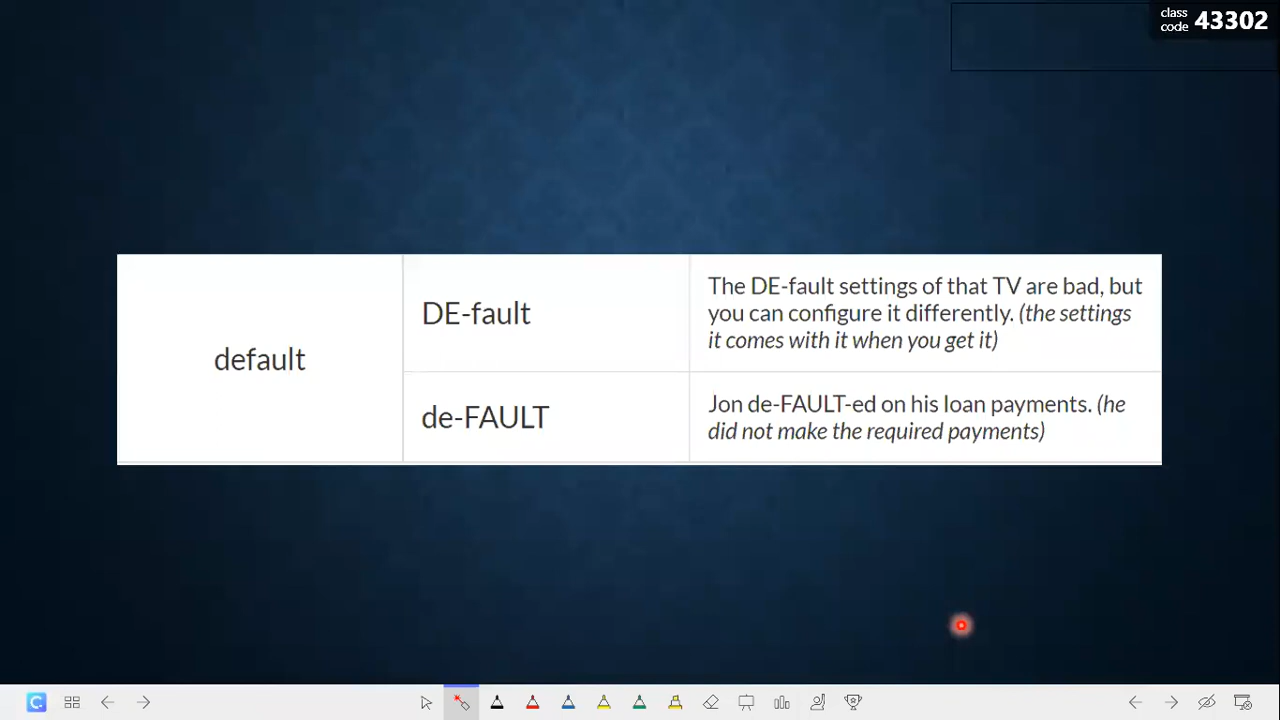 class
code 43302
default
DE-fault
The DE-fault settings of that TV are bad, but
you can configure it differently. (the settings
it comes with it when you get it)
de-FAULT
Jon de-FAULT-ed on his loan payments. (he
did not make the required payments)